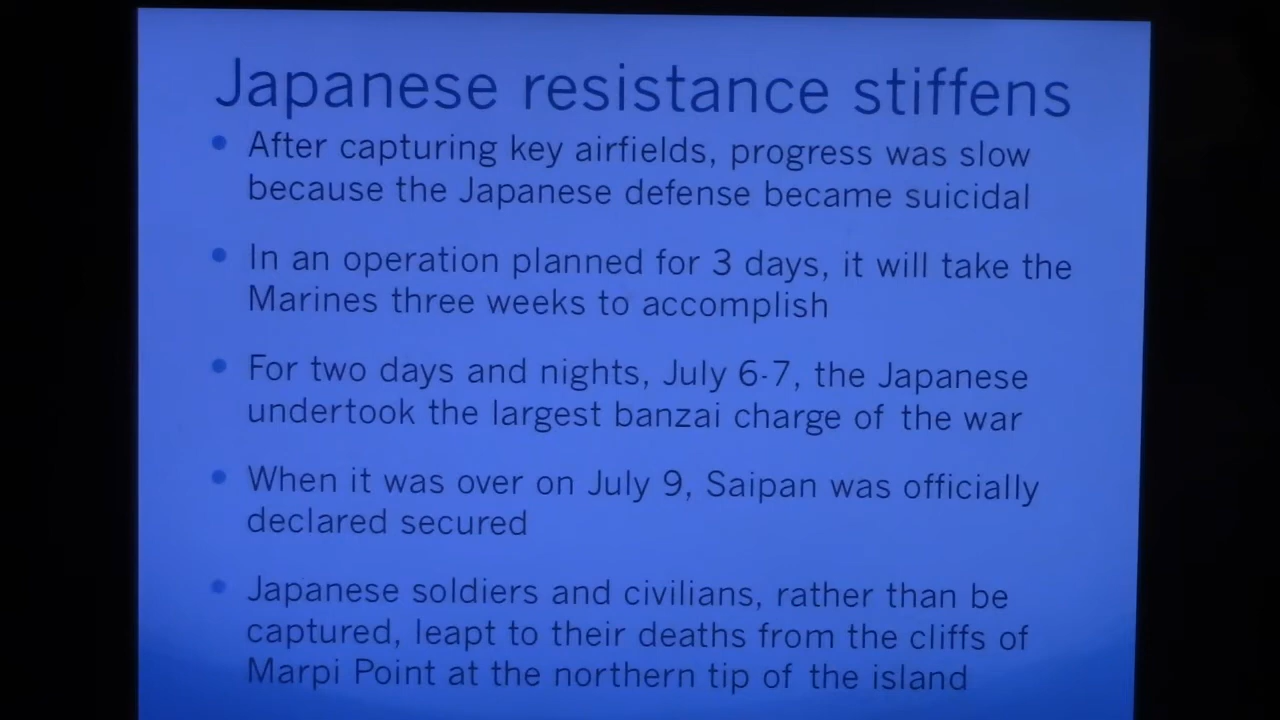 Japanese resistance stiffens
• After capturing key airfields, progress was slow
because the Japanese defense became suicidal
• In an operation planned for 3 days, it will take the
Marines three weeks to accomplish
• For two days and nights, July 6-7, the Japanese
undertook the largest banzai charge of the war
• When it was over on July 9, Saipan was officially
declared secured
• Japanese soldiers and civilians, rather than be
captured, leapt to their deaths from the cliffs of
Marpi Point at the northern tip of the island